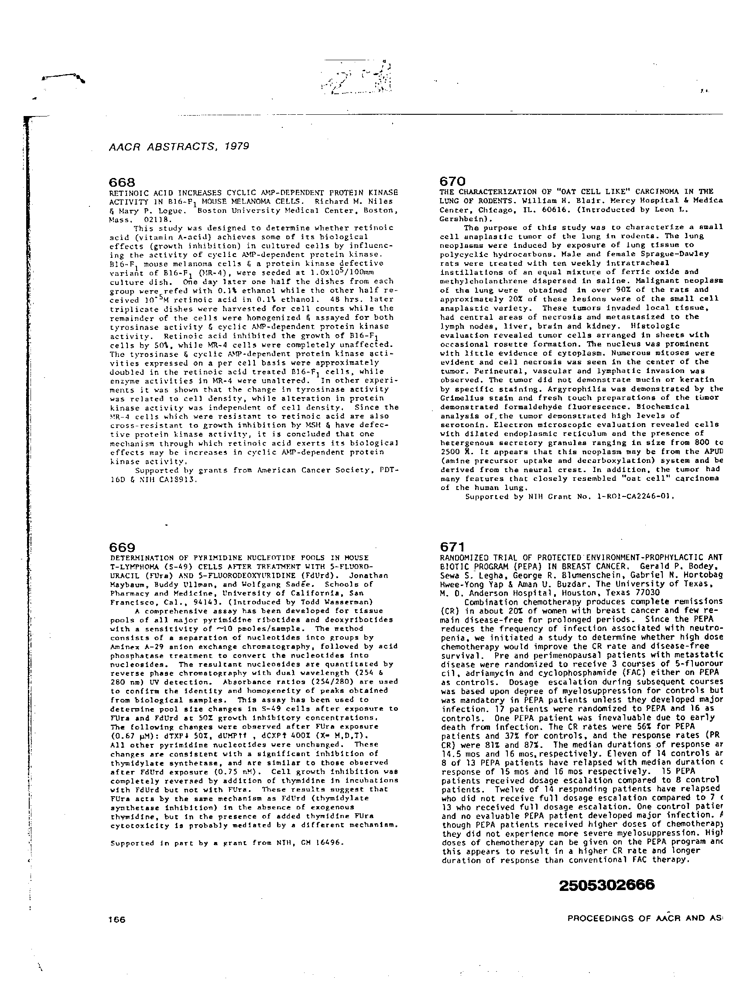 AACR ABSTRACTS, 1979
668
RETINOIC ACID INCREASES CYCLIC AMP-DEPENDENT PROTEIN KINASE
ACTIVITY IN B16-F1 MOUSE MELANOMA CELLS. Richard M. Niles
& Mary P. Logue. Boston University Medical Center, Boston,
Mass. 02118.
This study was designed to determine whether retinoic
acid (vitamin A-acid) achieves some of its biological
effects (growth inhibition) in cultured cells by influenc-
ing the activity of cyclic AMP-dependent protein kinase.
B16-F1 mouse melanoma cells & a protein kinase defective
variant of B16-F1 (MR-4), were seeded at 1.0x10⁵/100mm
culture dish. One day later one half the dishes from each
group were refed with 0.1% ethanol while the other half re-
ceived 10⁻⁵M retinoic acid in 0.1% ethanol. 48 hrs. later
triplicate dishes were harvested for cell counts while the
remainder of the cells were homogenized & assayed for both
tyrosinase activity & cyclic AMP-dependent protein kinase
activity. Retinoic acid inhibited the growth of B16-F1
cells by 50%, while MR-4 cells were completely unaffected.
The tyrosinase & cyclic AMP-dependent protein kinase acti-
vities expressed on a per cell basis were approximately
doubled in the retinoic acid treated B16-F1 cells, while
enzyme activities in MR-4 were unaltered. In other experi-
ments it was shown that the change in tyrosinase activity
was related to cell density, while alteration in protein
kinase activity was independent of cell density. Since the
MR-4 cells which were resistant to retinoic acid are also
cross-resistant to growth inhibition by MSH & have defec-
tive protein kinase activity, it is concluded that one
mechanism through which retinoic acid exerts its biological
effects may be increases in cyclic AMP-dependent protein
kinase activity.
Supported by grants from American Cancer Society, PDT-
16D & NIH CA18913.
669
DETERMINATION OF PYRIMIDINE NUCLEOTIDE POOLS IN MOUSE
T-LYMPHOMA (S-49) CELLS AFTER TREATMENT WITH 5-FLUORO-
URACIL (FUra) AND 5-FLUORODEOXYURIDINE (FdUrd). Jonathan
Maybaum, Buddy Ullman, and Wolfgang Sadée. Schools of
Pharmacy and Medicine, University of California, San
Francisco, Cal., 94143. (Introduced by Todd Wasserman)
A comprehensive assay has been developed for tissue
pools of all major pyrimidine ribotides and deoxyribotides
with a sensitivity of ~10 pmoles/sample. The method
consists of a separation of nucleotides into groups by
Aminex A-29 anion exchange chromatography, followed by acid
phosphatase treatment to convert the nucleotides into
nucleosides. The resultant nucleosides are quantitated by
reverse phase chromatography with dual wavelength (254 &
280 nm) UV detection. Absorbance ratios (254/280) are used
to confirm the identity and homogeneity of peaks obtained
from biological samples. This assay has been used to
determine pool size changes in S-49 cells after exposure to
FUra and FdUrd at 50% growth inhibitory concentrations.
The following changes were observed after FUra exposure
(0.67 μM): dTXP↓ 50%, dUMP↑↑ , dCXP↑ 400% (X= M,D,T).
All other pyrimidine nucleotides were unchanged. These
changes are consistent with a significant inhibition of
thymidylate synthetase, and are similar to those observed
after FdUrd exposure (0.75 nM). Cell growth inhibition was
completely reversed by addition of thymidine in incubations
with FdUrd but not with FUra. These results suggest that
FUra acts by the same mechanism as FdUrd (thymidylate
synthetase inhibition) in the absence of exogenous
thymidine, but in the presence of added thymidine FUra
cytotoxicity is probably mediated by a different mechanism.
Supported in part by a grant from NIH, GM 16496.
166
670
THE CHARACTERIZATION OF "OAT CELL LIKE" CARCINOMA IN THE
LUNG OF RODENTS. William H. Blair. Mercy Hospital & Medica
Center, Chicago, IL. 60616. (Introduced by Leon L.
Gershbein).
The purpose of this study was to characterize a small
cell anaplastic tumor of the lung in rodents. The lung
neoplasms were induced by exposure of lung tissue to
polycyclic hydrocarbons. Male and female Sprague-Dawley
rats were treated with ten weekly intratracheal
instillations of an equal mixture of ferric oxide and
methylcholanthrene dispersed in saline. Malignant neoplasm
of the lung were obtained in over 90% of the rats and
approximately 20% of these lesions were of the small cell
anaplastic variety. These tumors invaded local tissue,
had central areas of necrosis and metastasized to the
lymph nodes, liver, brain and kidney. Histologic
evaluation revealed tumor cells arranged in sheets with
occasional rosette formation. The nucleus was prominent
with little evidence of cytoplasm. Numerous mitoses were
evident and cell necrosis was seen in the center of the
tumor. Perineural, vascular and lymphatic invasion was
observed. The tumor did not demonstrate mucin or keratin
by specific staining. Argyrophilia was demonstrated by the
Grimelius stain and fresh touch preparations of the tumor
demonstrated formaldehyde fluorescence. Biochemical
analysis of the tumor demonstrated high levels of
serotonin. Electron microscopic evaluation revealed cells
with dilated endoplasmic reticulum and the presence of
hetergenous secretory granules ranging in size from 800 to
2500 Å. It appears that this neoplasm may be from the APUD
(amine precursor uptake and decarboxylation) system and be
derived from the neural crest. In addition, the tumor had
many features that closely resembled "oat cell" carcinoma
of the human lung.
Supported by NIH Grant No. 1-RO1-CA2246-01.
671
RANDOMIZED TRIAL OF PROTECTED ENVIRONMENT-PROPHYLACTIC ANT
BIOTIC PROGRAM (PEPA) IN BREAST CANCER. Gerald P. Bodey,
Sewa S. Legha, George R. Blumenschein, Gabriel N. Hortobag
Hwee-Yong Yap & Aman U. Buzdar, The University of Texas,
M. D. Anderson Hospital, Houston, Texas 77030
Combination chemotherapy produces complete remissions
(CR) in about 20% of women with breast cancer and few re-
main disease-free for prolonged periods. Since the PEPA
reduces the frequency of infection associated with neutro-
penia, we initiated a study to determine whether high dose
chemotherapy would improve the CR rate and disease-free
survival. Pre and perimenopausal patients with metastatic
disease were randomized to receive 3 courses of 5-fluorour
cil, adriamycin and cyclophosphamide (FAC) either on PEPA
as controls. Dosage escalation during subsequent courses
was based upon degree of myelosuppression for controls but
was mandatory in PEPA patients unless they developed major
infection. 17 patients were randomized to PEPA and 16 as
controls. One PEPA patient was inevaluable due to early
death from infection. The CR rates were 56% for PEPA
patients and 37% for controls, and the response rates (PR
CR) were 81% and 87%. The median durations of response ar
14.5 mos and 16 mos, respectively. Eleven of 14 controls ar
8 of 13 PEPA patients have relapsed with median duration o
response of 15 mos and 16 mos respectively. 15 PEPA
patients received dosage escalation compared to 8 control
patients. Twelve of 14 responding patients have relapsed
who did not receive full dosage escalation compared to 7 o
13 who received full dosage escalation. One control patier
and no evaluable PEPA patient developed major infection. A
though PEPA patients received higher doses of chemotherapy
they did not experience more severe myelosuppression. High
doses of chemotherapy can be given on the PEPA program and
this appears to result in a higher CR rate and longer
duration of response than conventional FAC therapy.
2505302666
PROCEEDINGS OF AACR AND AS